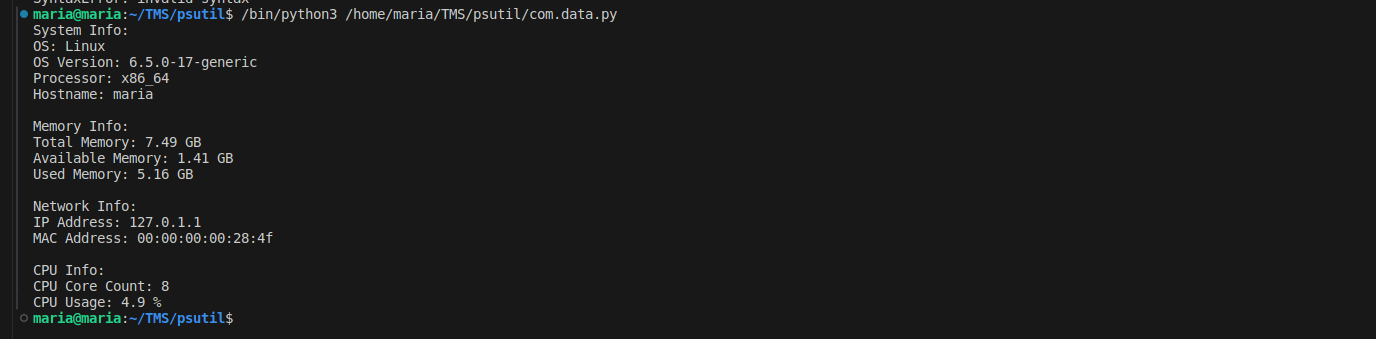 SyntaxError: invalid syntax
maria@maria:~/TMS/psutil$ /bin/python3 /home/maria/TMS/psutil/com.data.py
System Info:
OS: Linux
OS Version: 6.5.0-17-generic
Processor: x86_64
Hostname: maria
Memory Info:
Total Memory: 7.49 GB
Available Memory: 1.41 GB
Used Memory: 5.16 GB
Network Info:
IP Address: 127.0.1.1
MAC Address: 00:00:00:00:28:4f
CPU Info:
CPU Core Count: 8
CPU Usage: 4.9 %
maria@maria:~/TMS/psutil$